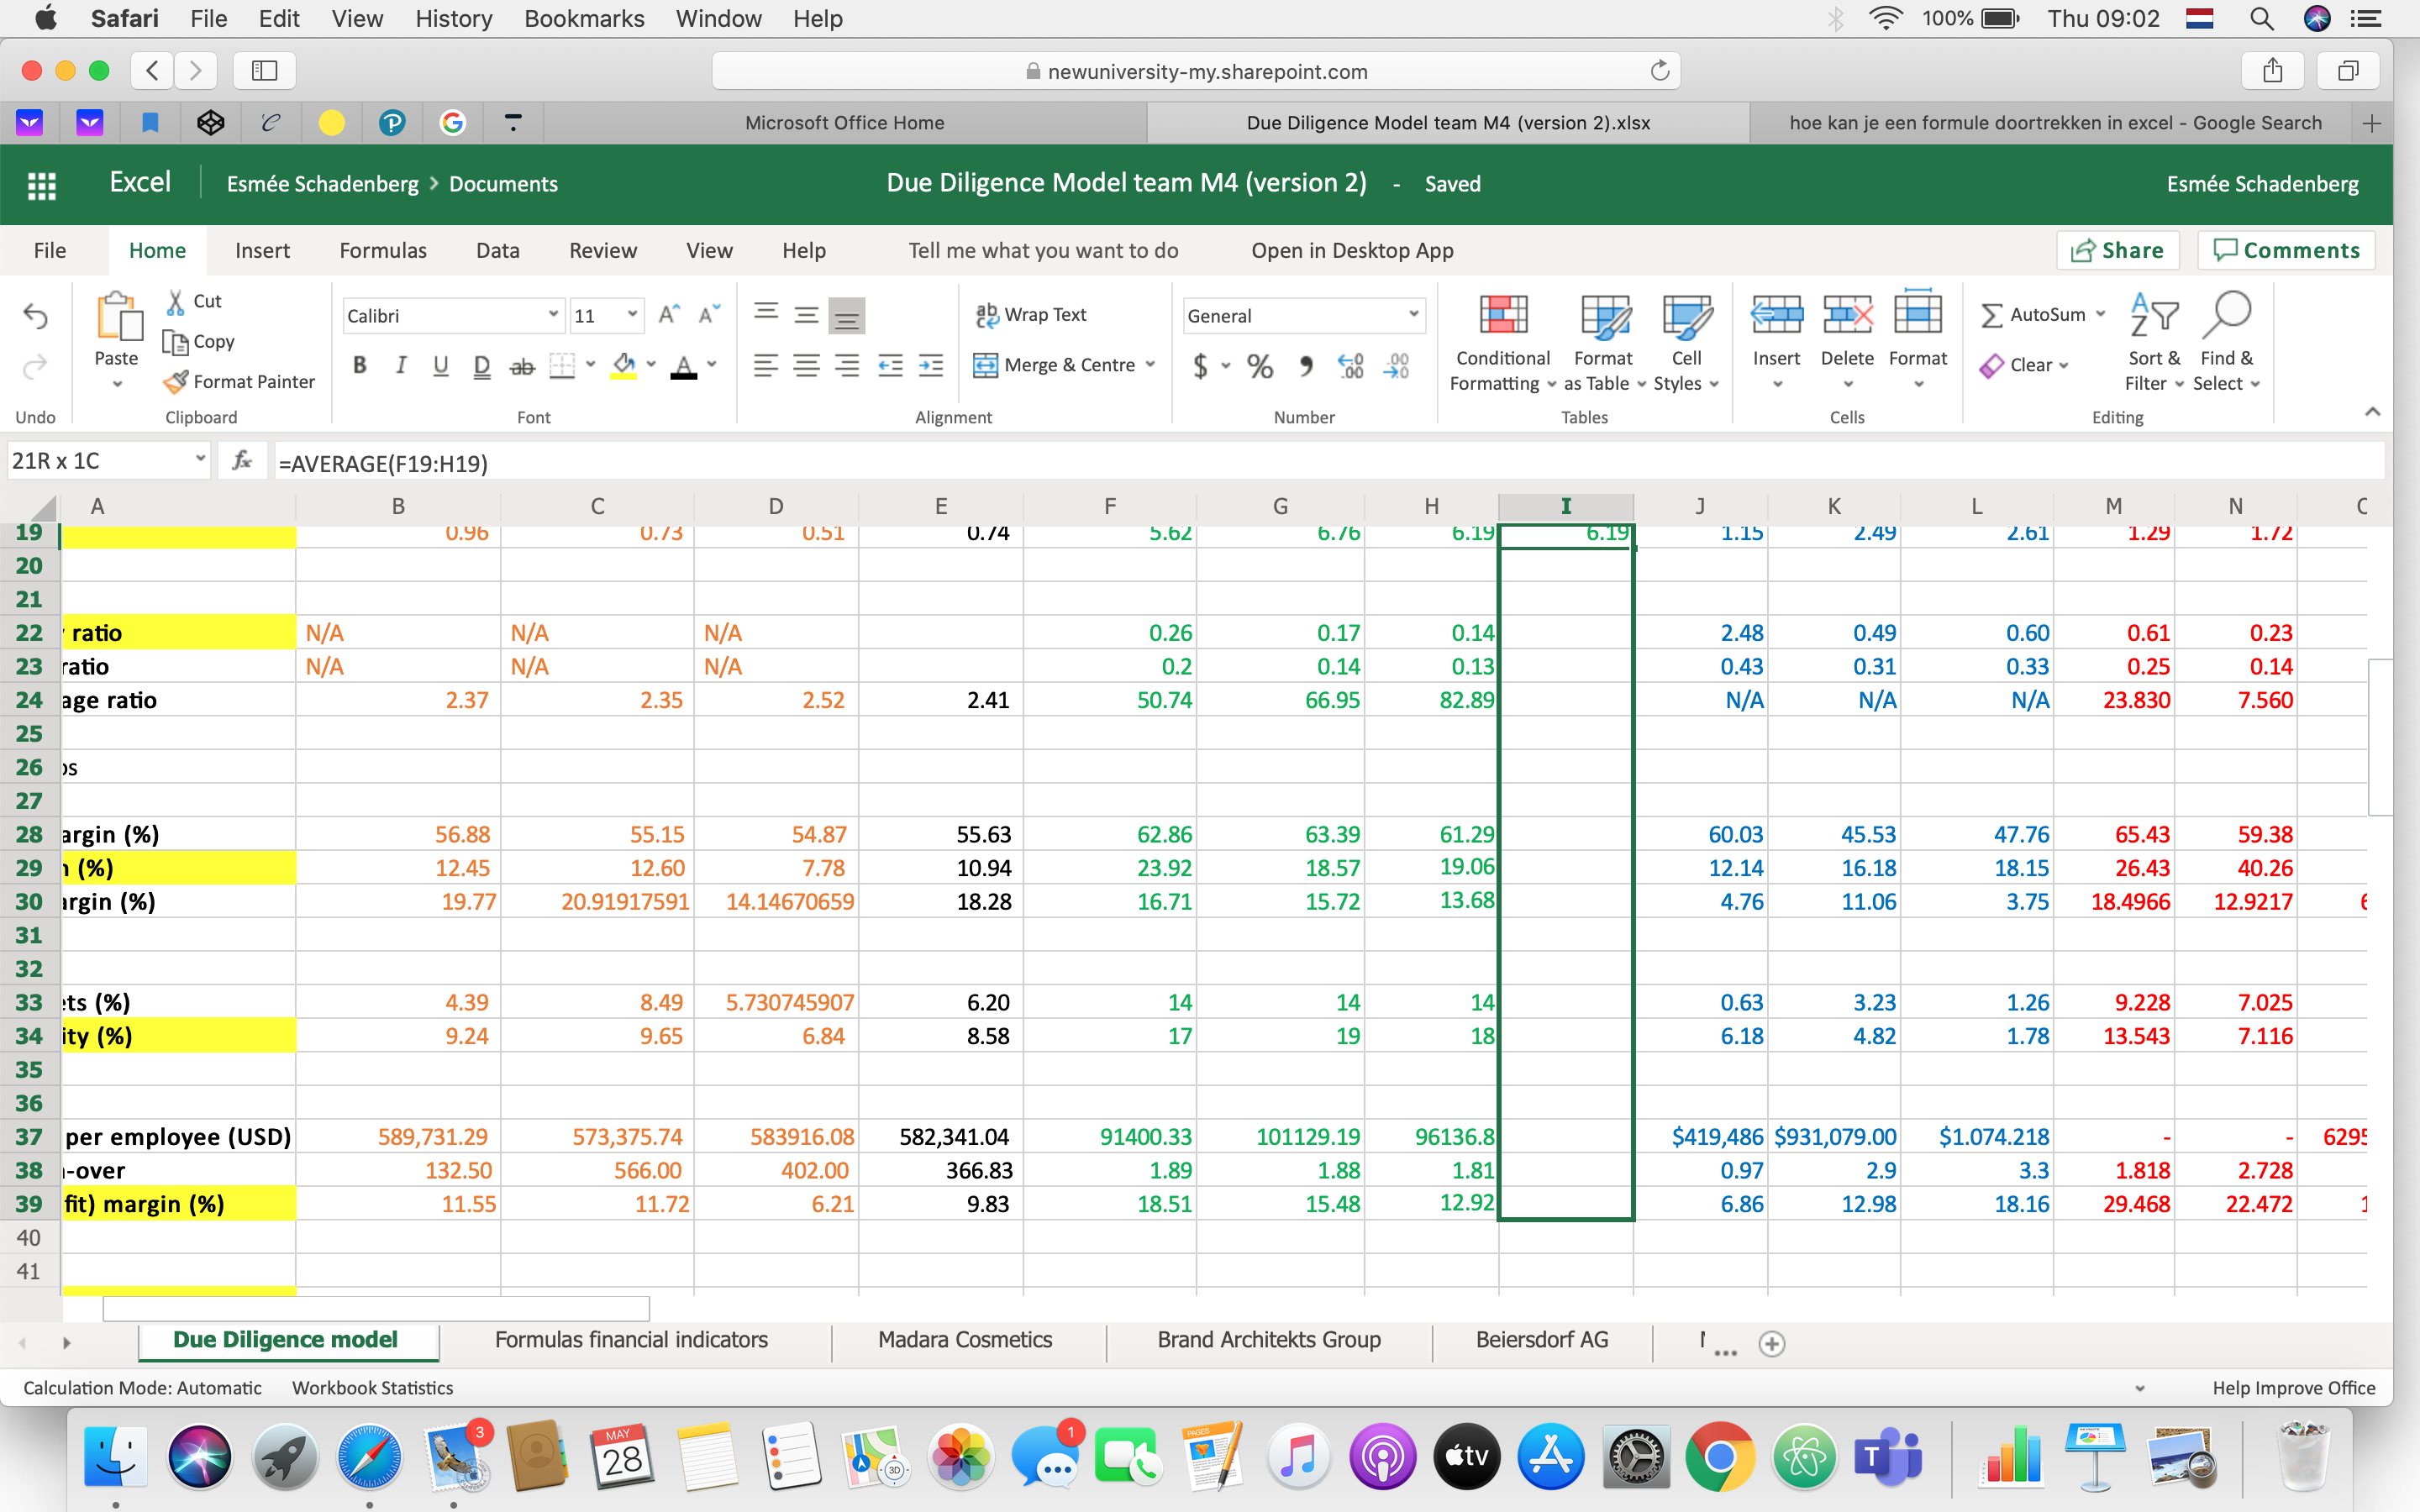 Safari File Edit View History Bookmarks Window Help 100% Thu 09:02
newuniversity-my.sharepoint.com
Microsoft Office Home Due Diligence Model team M4 (version 2).xlsx hoe kan je een formule doortrekken in excel - Google Search
Excel Esmée Schadenberg > Documents Due Diligence Model team M4 (version 2) - Saved Esmée Schadenberg
File Home Insert Formulas Data Review View Help Tell me what you want to do Open in Desktop App Share Comments
Cut
Calibri 11 Wrap Text General AutoSum
Copy
Paste Merge & Centre Conditional Format Cell Insert Delete Format Clear Sort & Find &
Format Painter Formatting as Table Styles Filter Select
Undo Clipboard Font Alignment Number Tables Cells Editing
21R x 1C fx =AVERAGE(F19:H19)
A B C D E F G H I J K L M N
19 0.96 0.73 0.51 0.74 5.62 6.76 6.19 6.19 1.15 2.49 2.61 1.29 1.72
20
21
22 ratio N/A N/A N/A 0.26 0.17 0.14 2.48 0.49 0.60 0.61 0.23
23 ratio N/A N/A N/A 0.2 0.14 0.13 0.43 0.31 0.33 0.25 0.14
24 age ratio 2.37 2.35 2.52 2.41 50.74 66.95 82.89 N/A N/A N/A 23.830 7.560
25
26 os
27
28 argin (%) 56.88 55.15 54.87 55.63 62.86 63.39 61.29 60.03 45.53 47.76 65.43 59.38
29 n (%) 12.45 12.60 7.78 10.94 23.92 18.57 19.06 12.14 16.18 18.15 26.43 40.26
30 argin (%) 19.77 20.91917591 14.14670659 18.28 16.71 15.72 13.68 4.76 11.06 3.75 18.4966 12.9217
31
32
33 ets (%) 4.39 8.49 5.730745907 6.20 14 14 14 0.63 3.23 1.26 9.228 7.025
34 ity (%) 9.24 9.65 6.84 8.58 17 19 18 6.18 4.82 1.78 13.543 7.116
35
36
37 per employee (USD) 589,731.29 573,375.74 583916.08 582,341.04 91400.33 101129.19 96136.8 $419,486 $931,079.00 $1.074.218 - - 6295
38 -over 132.50 566.00 402.00 366.83 1.89 1.88 1.81 0.97 2.9 3.3 1.818 2.728
39 fit) margin (%) 11.55 11.72 6.21 9.83 18.51 15.48 12.92 6.86 12.98 18.16 29.468 22.472
40
41
Due Diligence model Formulas financial indicators Madara Cosmetics Brand Architekts Group Beiersdorf AG ...
Calculation Mode: Automatic Workbook Statistics Help Improve Office
3 MAY 28 3D 1 PAGES tv T